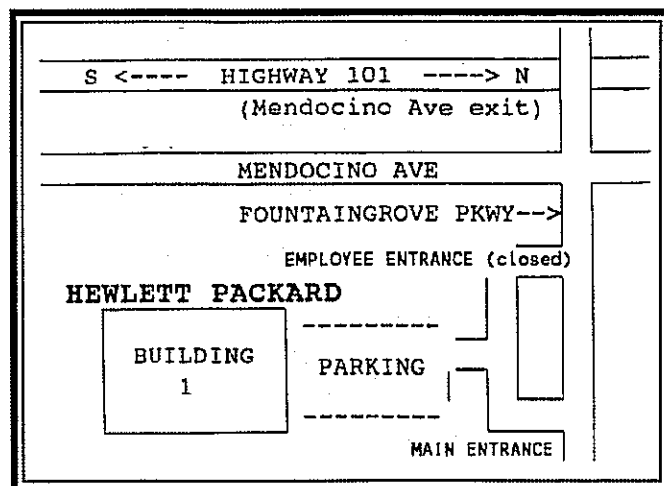 S <---- HIGHWAY 101 ----> N
(Mendocino Ave exit)
MENDOCINO AVE
FOUNTAINGROVE PKWY-->
EMPLOYEE ENTRANCE (closed)
HEWLETT PACKARD
BUILDING
1
PARKING
MAIN ENTRANCE